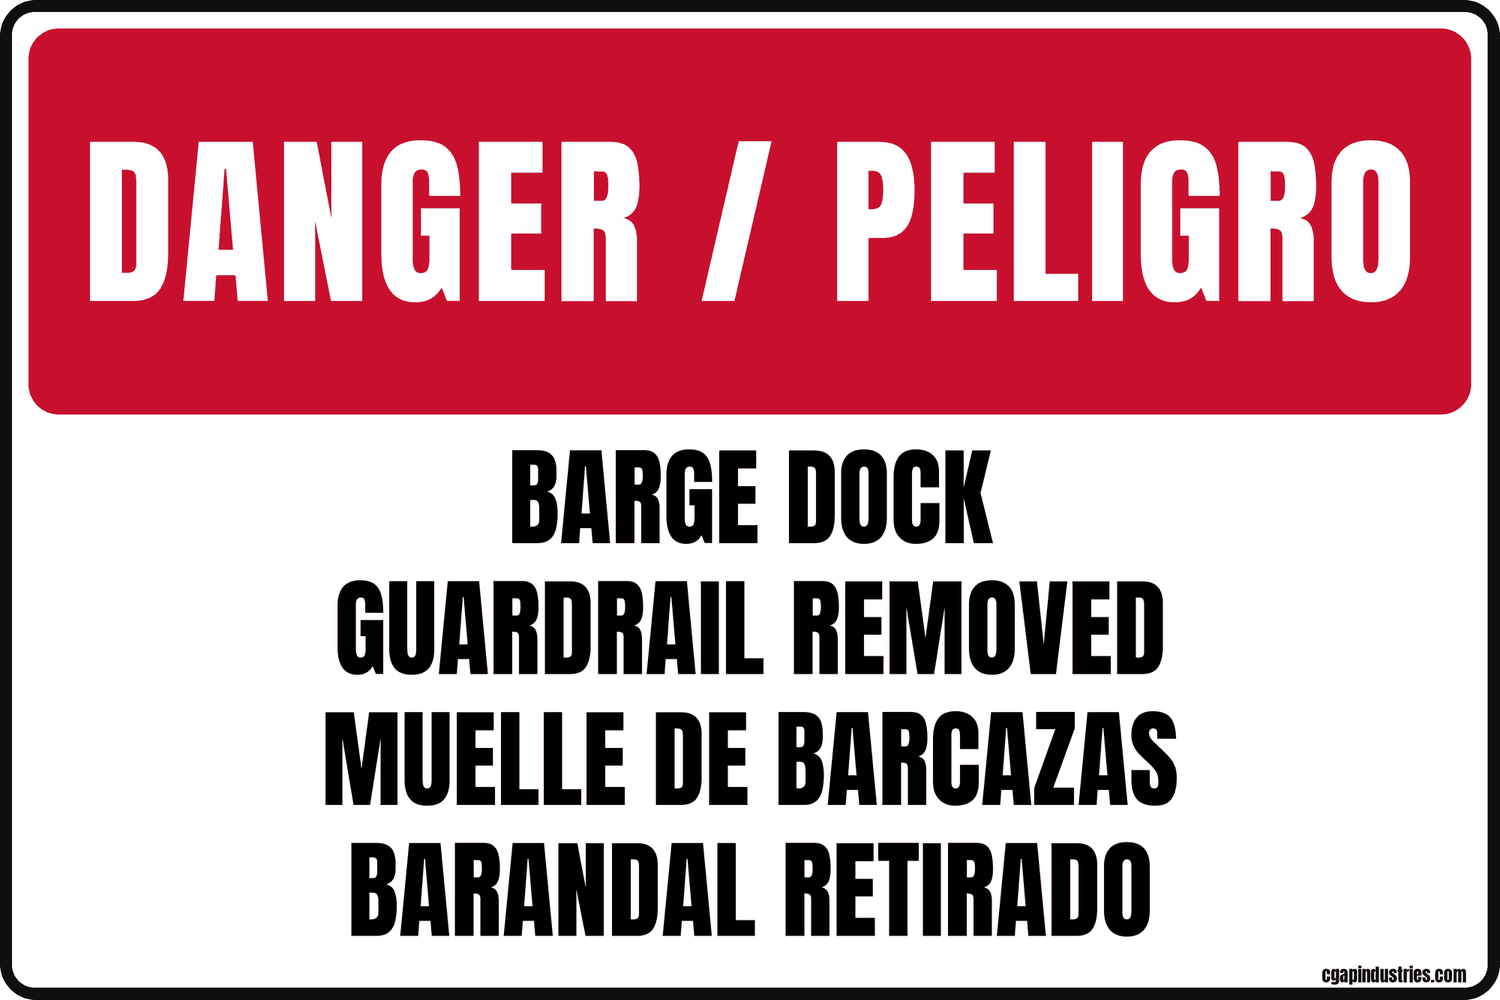 DANGER / PELIGRO
BARGE DOCK
GUARDRAIL REMOVED
MUELLE DE BARCAZAS
BARANDAL RETIRADO
cgapindustries.com